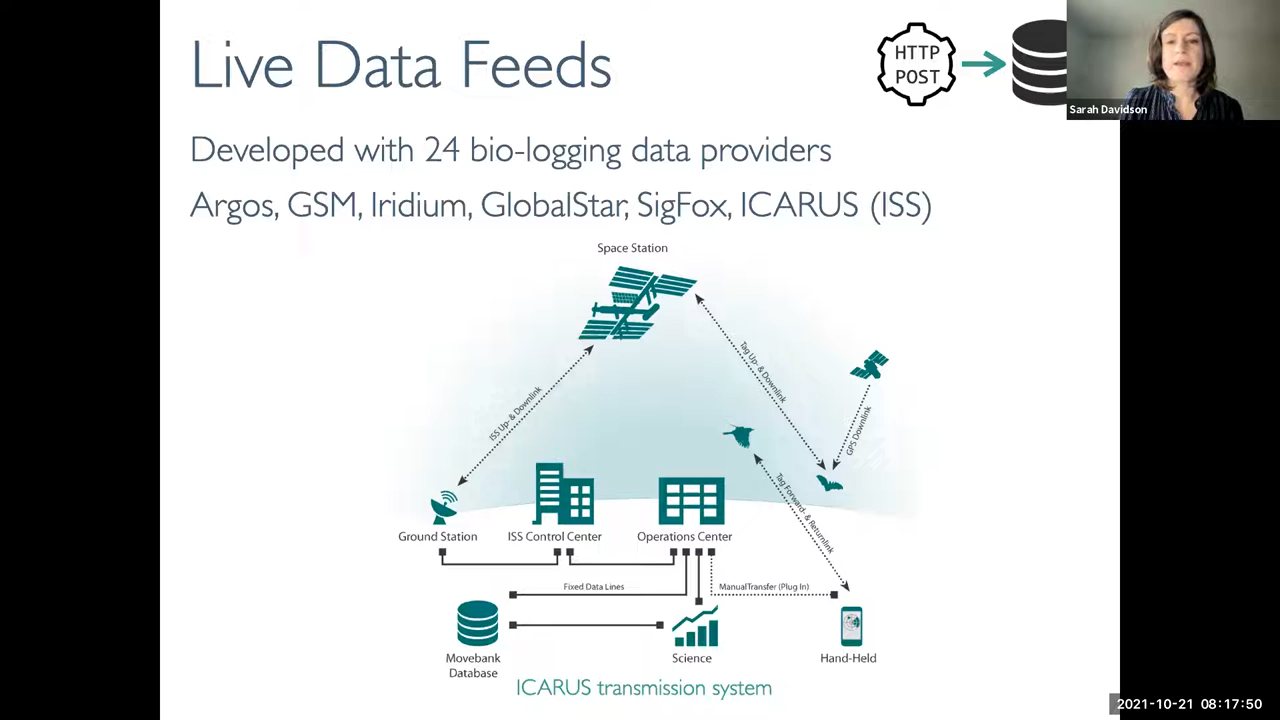 Live Data Feeds
HTTP
POST
Sarah Davidson
Developed with 24 bio-logging data providers
Argos, GSM, Iridium, GlobalStar, SigFox, ICARUS (ISS)
Space Station
ISS Up- & Downlink
Tag Up- & Downlink
GPS Downlink
Tag Forward- & Returnlink
Ground Station
ISS Control Center
Operations Center
Fixed Data Lines
ManualTransfer (Plug In)
Movebank
Database
Science
Hand-Held
ICARUS transmission system
2021-10-21 08:17:50